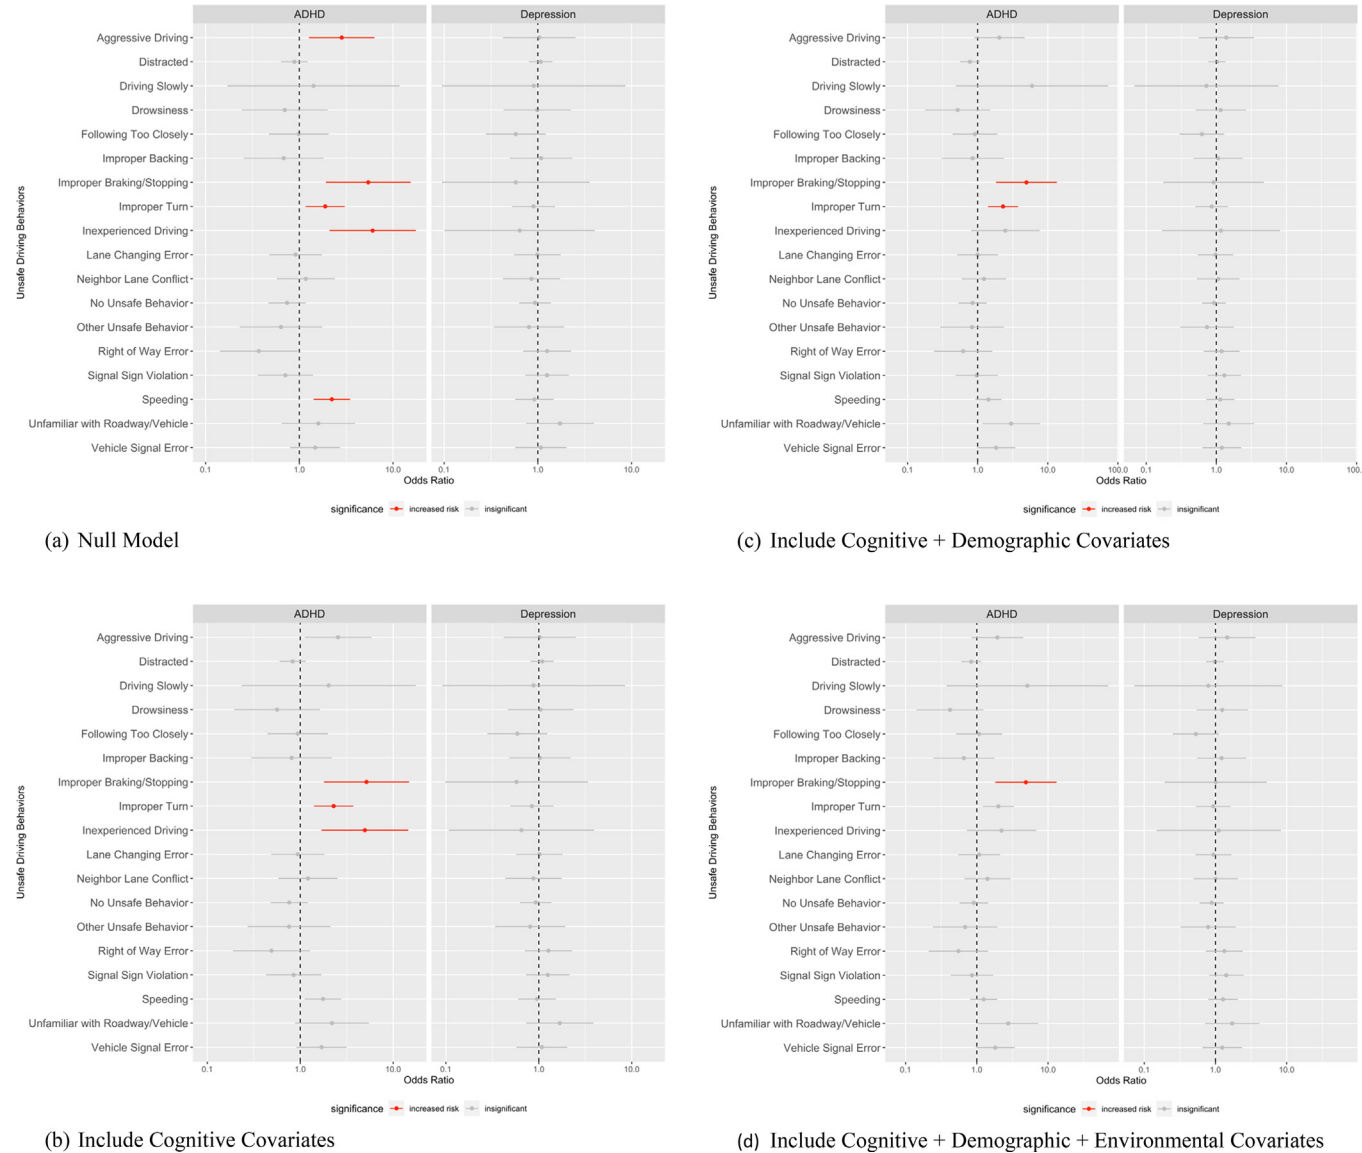 ADHD
Depression
Unsafe Driving Behaviors
Aggressive Driving
Distracted
Driving Slowly
Drowsiness
Following Too Closely
Improper Backing
Improper Braking/Stopping
Improper Turn
Inexperienced Driving
Lane Changing Error
Neighbor Lane Conflict
No Unsafe Behavior
Other Unsafe Behavior
Right of Way Error
Signal Sign Violation
Speeding
Unfamiliar with Roadway/Vehicle
Vehicle Signal Error
0.1 1.0 10.0 0.1 1.0 10.0
Odds Ratio
significance increased risk insignificant
(a) Null Model
ADHD
Depression
Unsafe Driving Behaviors
Aggressive Driving
Distracted
Driving Slowly
Drowsiness
Following Too Closely
Improper Backing
Improper Braking/Stopping
Improper Turn
Inexperienced Driving
Lane Changing Error
Neighbor Lane Conflict
No Unsafe Behavior
Other Unsafe Behavior
Right of Way Error
Signal Sign Violation
Speeding
Unfamiliar with Roadway/Vehicle
Vehicle Signal Error
0.1 1.0 10.0 100.0 0.1 1.0 10.0 100.
Odds Ratio
significance increased risk insignificant
(c) Include Cognitive + Demographic Covariates
ADHD
Depression
Unsafe Driving Behaviors
Aggressive Driving
Distracted
Driving Slowly
Drowsiness
Following Too Closely
Improper Backing
Improper Braking/Stopping
Improper Turn
Inexperienced Driving
Lane Changing Error
Neighbor Lane Conflict
No Unsafe Behavior
Other Unsafe Behavior
Right of Way Error
Signal Sign Violation
Speeding
Unfamiliar with Roadway/Vehicle
Vehicle Signal Error
0.1 1.0 10.0 0.1 1.0 10.0
Odds Ratio
significance increased risk insignificant
(b) Include Cognitive Covariates
ADHD
Depression
Unsafe Driving Behaviors
Aggressive Driving
Distracted
Driving Slowly
Drowsiness
Following Too Closely
Improper Backing
Improper Braking/Stopping
Improper Turn
Inexperienced Driving
Lane Changing Error
Neighbor Lane Conflict
No Unsafe Behavior
Other Unsafe Behavior
Right of Way Error
Signal Sign Violation
Speeding
Unfamiliar with Roadway/Vehicle
Vehicle Signal Error
0.1 1.0 10.0 0.1 1.0 10.0
Odds Ratio
significance increased risk insignificant
(d) Include Cognitive + Demographic + Environmental Covariates